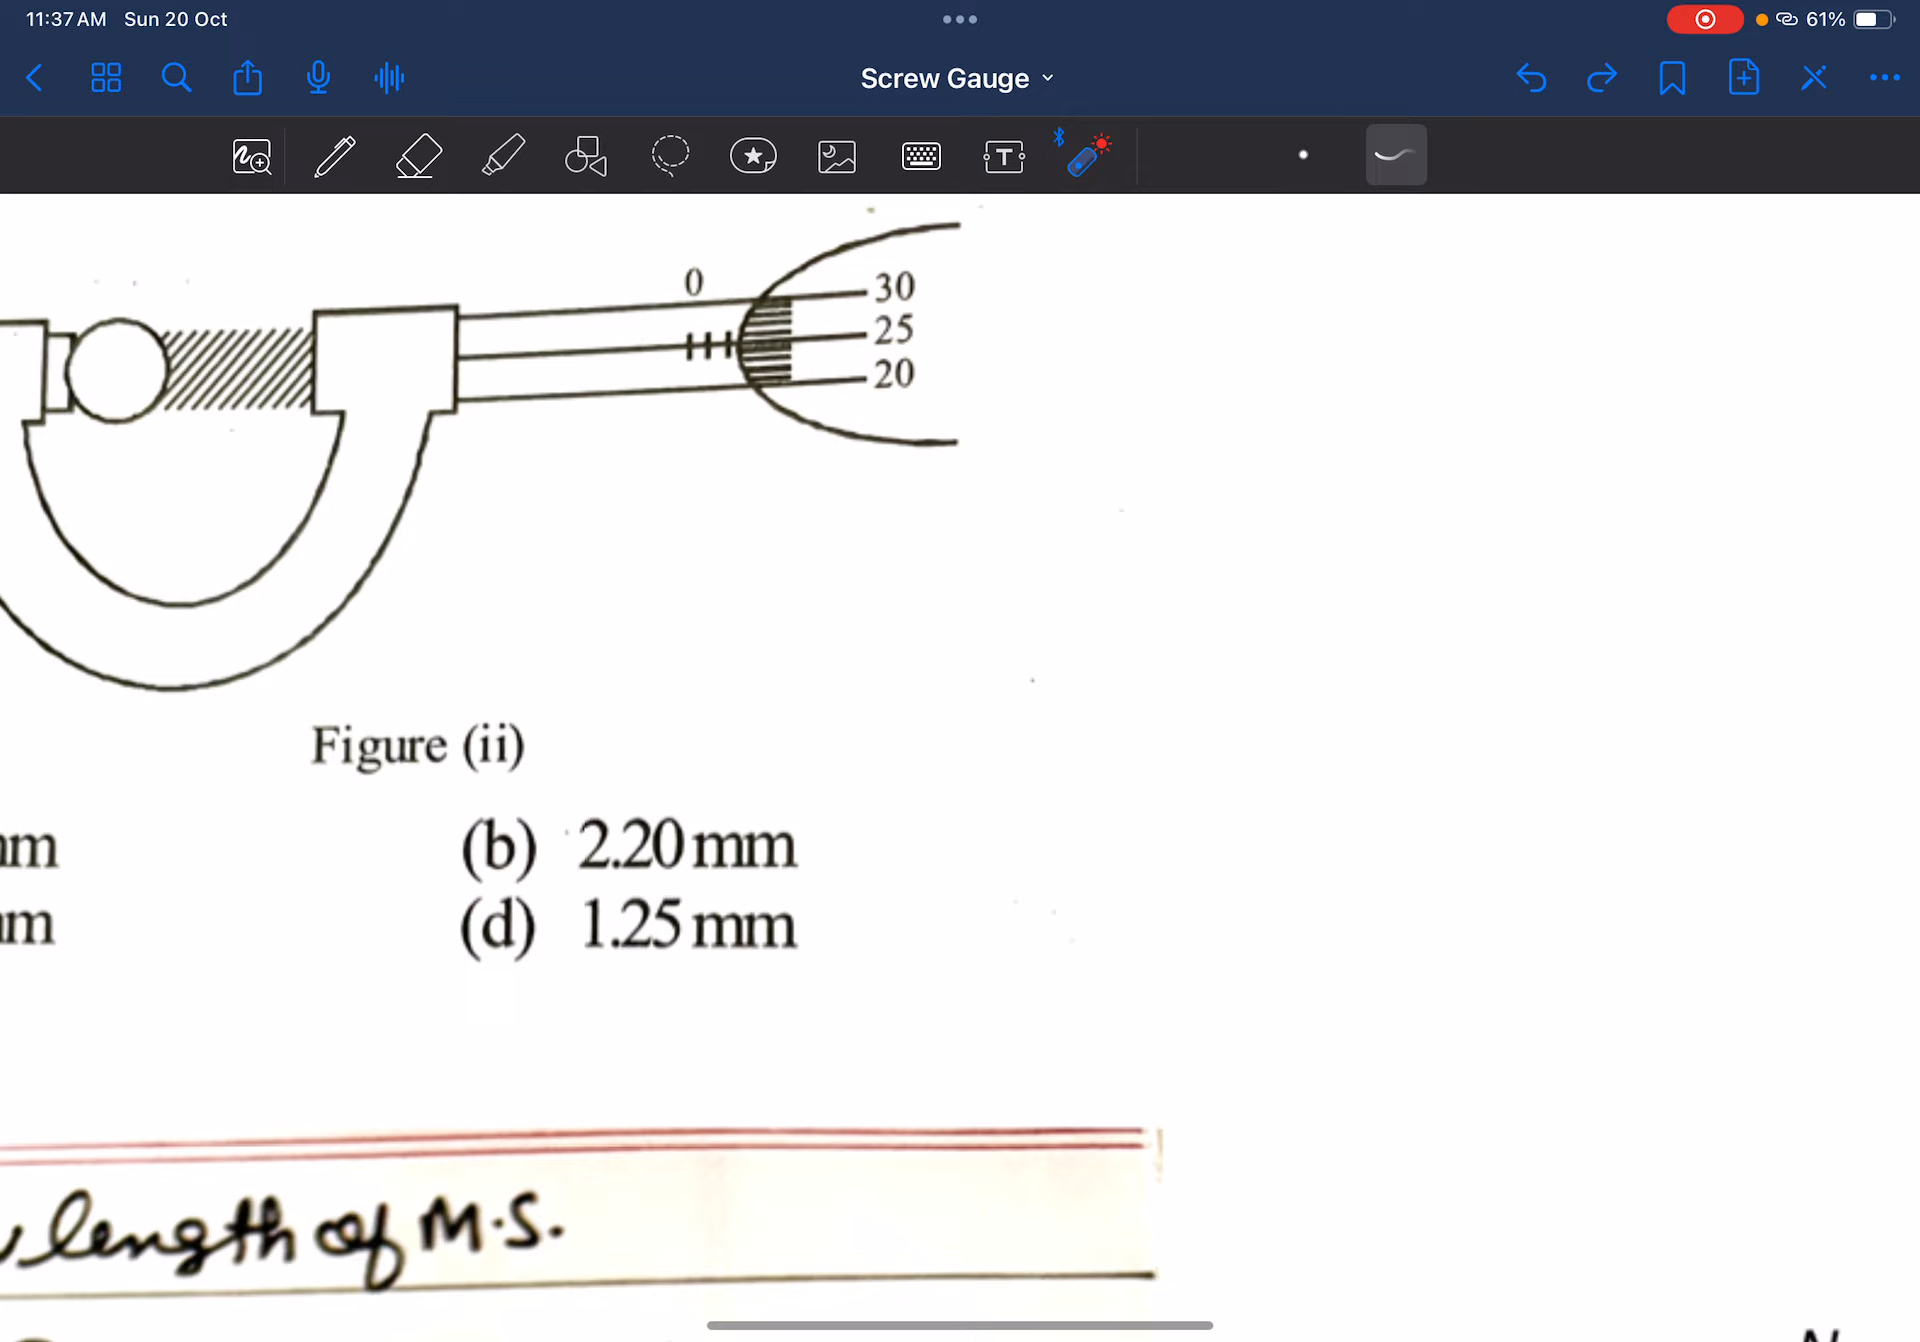 11:37 AM Sun 20 Oct
61%
Screw Gauge
T
0
30
25
20
Figure (ii)
(b) 2.20 mm
(d) 1.25 mm
length of M.S.